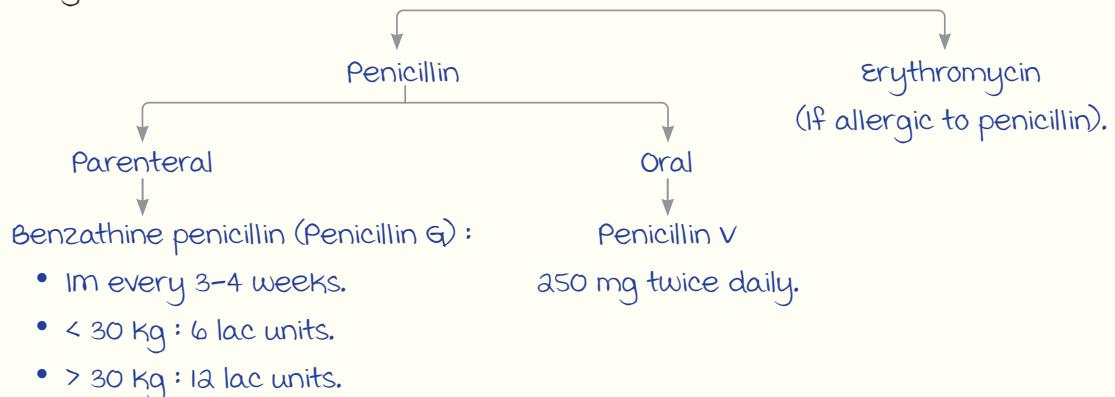 Penicillin
Erythromycin
(If allergic to penicillin).
Parenteral
Oral
Benzathine penicillin (Penicillin G) :
• IM every 3-4 weeks.
• < 30 kg : 6 lac units.
• > 30 kg : 12 lac units.
Penicillin V
250 mg twice daily.